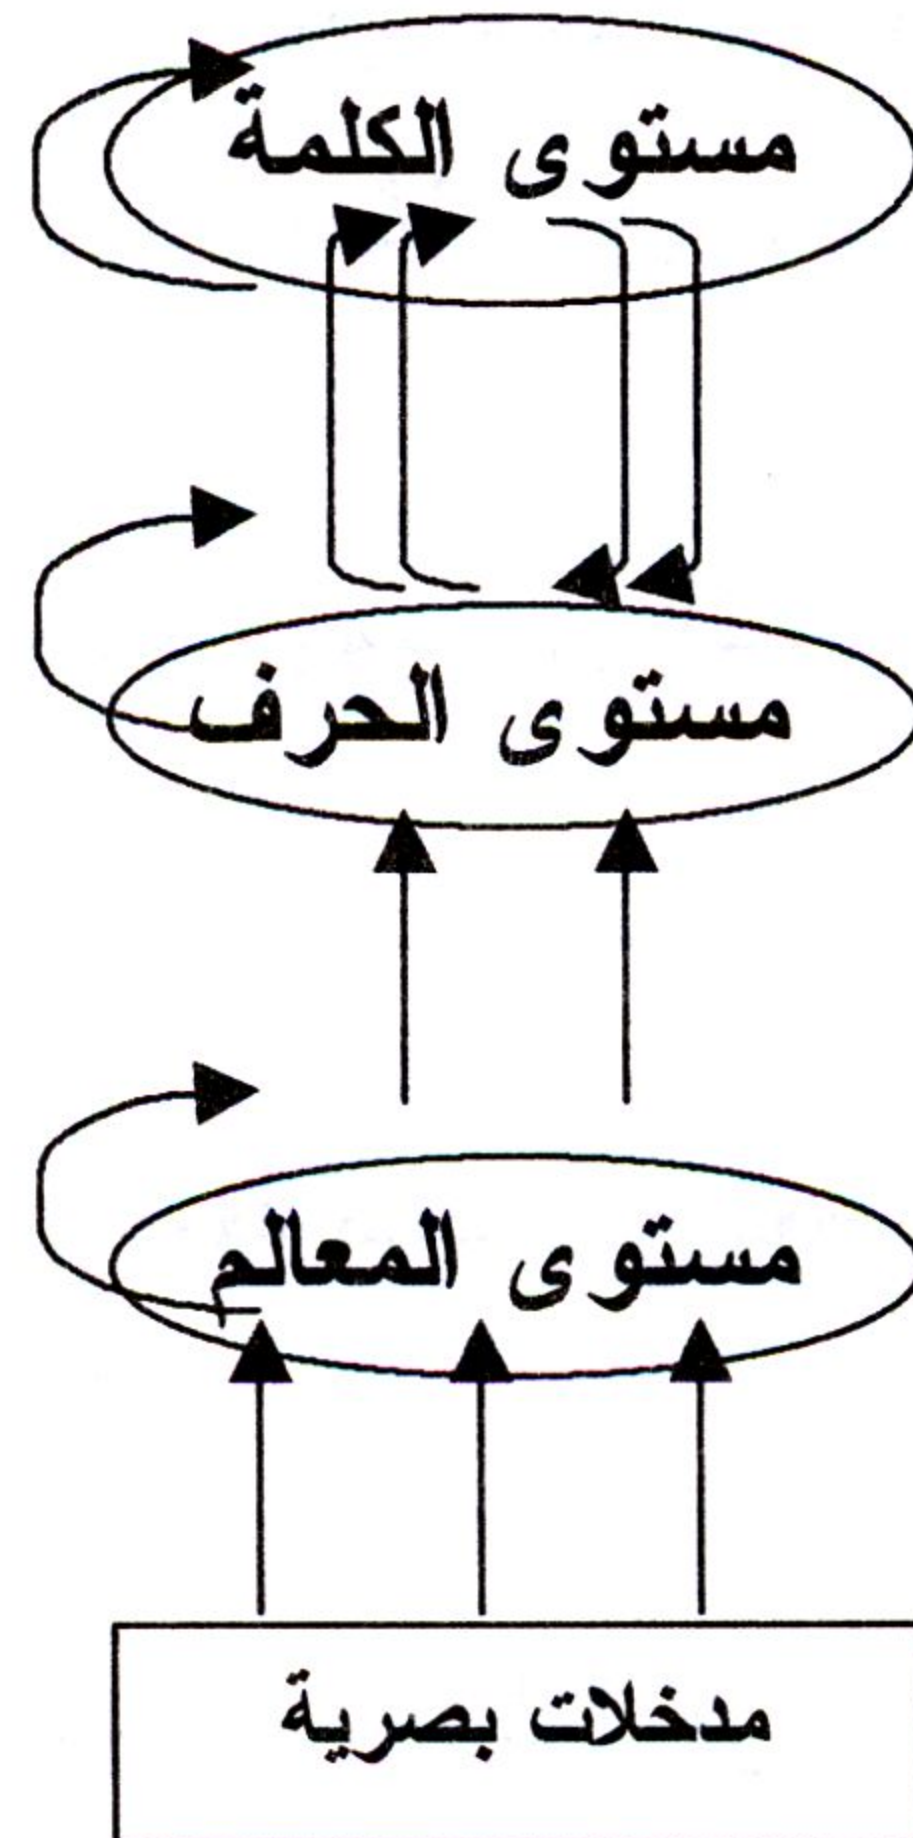 مستوى الكلمة
مستوى الحرف
مستوى المعالم
مدخلات بصرية